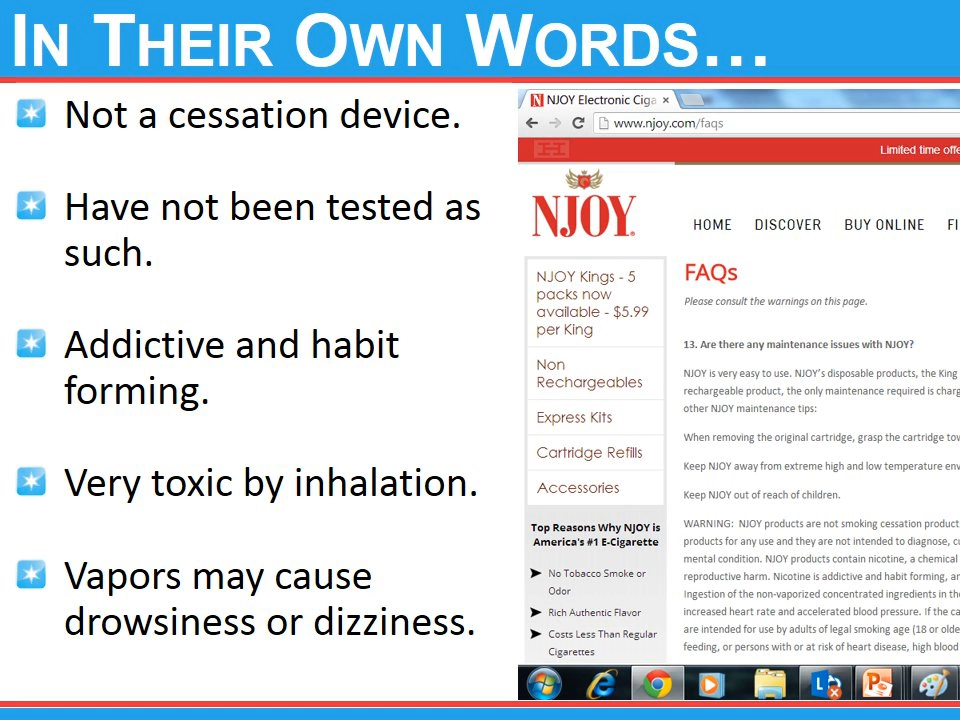 IN THEIR OWN WORDS...
Not a cessation device.
Have not been tested as
such.
Addictive and habit
forming.
Very toxic by inhalation.
Vapors may cause
drowsiness or dizziness.
NJOY Electronic Ciga
www.njoy.com/faqs
Limited time offe
NJOY
HOME DISCOVER BUY ONLINE FI
NJOY Kings - 5
packs now
available - $5.99
per King
Non
Rechargeables
Express Kits
Cartridge Refills
Accessories
Top Reasons Why NJOY is
America's #1 E-Cigarette
No Tobacco Smoke or
Odor
Rich Authentic Flavor
Costs Less Than Regular
Cigarettes
FAQs
Please consult the warnings on this page.
13. Are there any maintenance issues with NJOY?
NJOY is very easy to use. NJOY's disposable products, the King
rechargeable product, the only maintenance required is charg
other NJOY maintenance tips:
When removing the original cartridge, grasp the cartridge tow
Keep NJOY away from extreme high and low temperature env
Keep NJOY out of reach of children.
WARNING: NJOY products are not smoking cessation product
products for any use and they are not intended to diagnose, cu
mental condition. NJOY products contain nicotine, a chemical
reproductive harm. Nicotine is addictive and habit forming, an
Ingestion of the non-vaporized concentrated ingredients in the
increased heart rate and accelerated blood pressure. If the ca
are intended for use by adults of legal smoking age (18 or olde
feeding, or persons with or at risk of heart disease, high blood